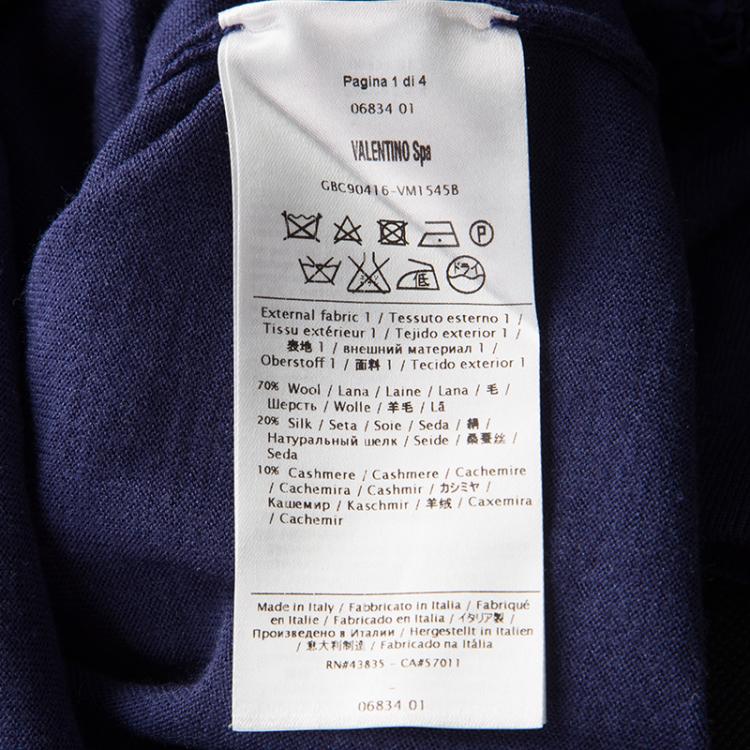 Pagina 1 di 4
06834 01
VALENTINO Spa
GBC90416-VM1545B
P
低 ドライ
External fabric 1 / Tessuto esterno 1 /
Tissu extérieur 1 / Tejido exterior 1 /
表地 1 / внешний материал 1 /
Oberstoff 1 / 面料 1 / Tecido exterior 1
70% Wool / Lana / Laine / Lana / 毛 /
Шерсть / Wolle / 羊毛 / Lã
20% Silk / Seta / Soie / Seda / 絹 /
Натуральный шелк / Seide / 桑蚕丝 /
Seda
10% Cashmere / Cashmere / Cachemire
/ Cachemira / Cashmir / カシミヤ /
Кашемир / Kaschmir / 羊绒 / Caxemira
/ Cachemir
Made in Italy / Fabbricato in Italia / Fabriqué
en Italie / Fabricado en Italia / イタリア製 /
Произведено в Италии / Hergestellt in Italien
/ 意大利制造 / Fabricado na Itália
RN#43835 - CA#57011
-
06834 01